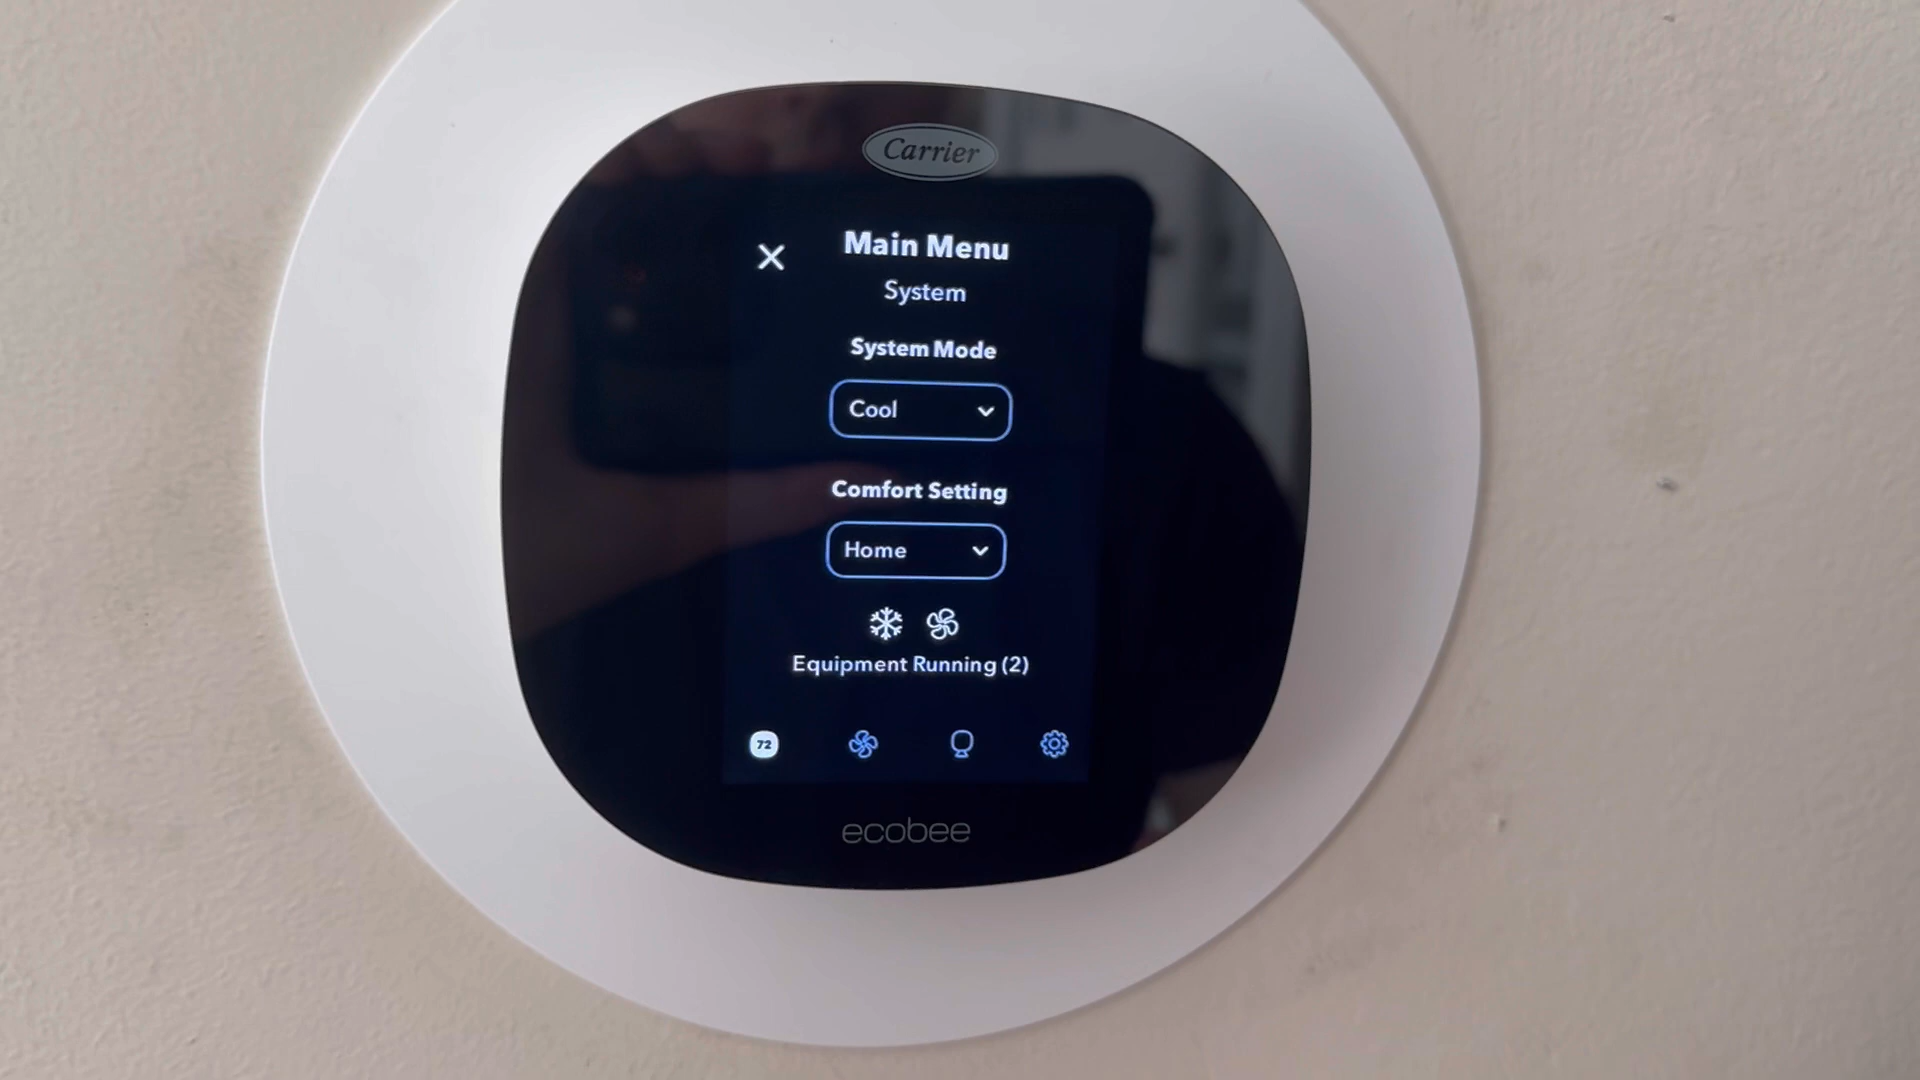 Carrier
Main Menu
System
System Mode
Cool
Comfort Setting
Home
Equipment Running (2)
72
ecobee